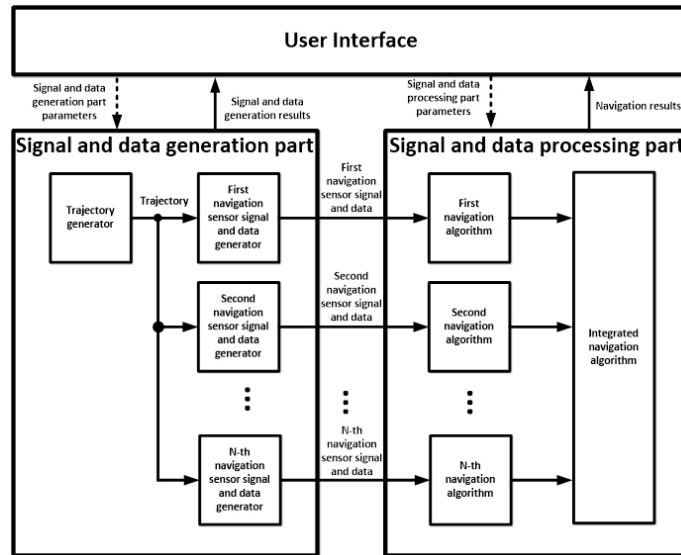 User Interface
Signal and data
generation part
parameters
Signal and data
generation results
Signal and data
processing part
parameters
Navigation results
Signal and data generation part
Signal and data processing part
Trajectory
generator
Trajectory
First
navigation
sensor signal
and data
generator
First
navigation
sensor signal
and data
First
navigation
algorithm
Second
navigation
sensor signal
and data
generator
Second
navigation
sensor signal
and data
Second
navigation
algorithm
Integrated
navigation
algorithm
N-th
navigation
sensor signal
and data
generator
N-th
navigation
sensor signal
and data
N-th
navigation
algorithm